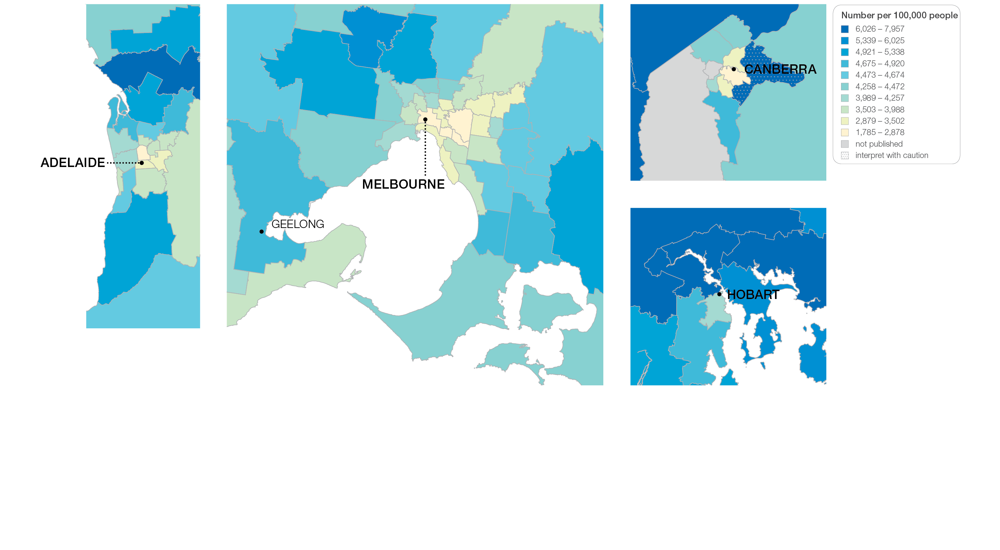 ADELAIDE
MELBOURNE
GEELONG
CANBERRA
HOBART
Number per 100,000 people
6,026 – 7,957
5,339 – 6,025
4,921 – 5,338
4,675 – 4,920
4,473 – 4,674
4,258 – 4,472
3,989 – 4,257
3,503 – 3,988
2,879 – 3,502
1,785 – 2,878
not published
interpret with caution